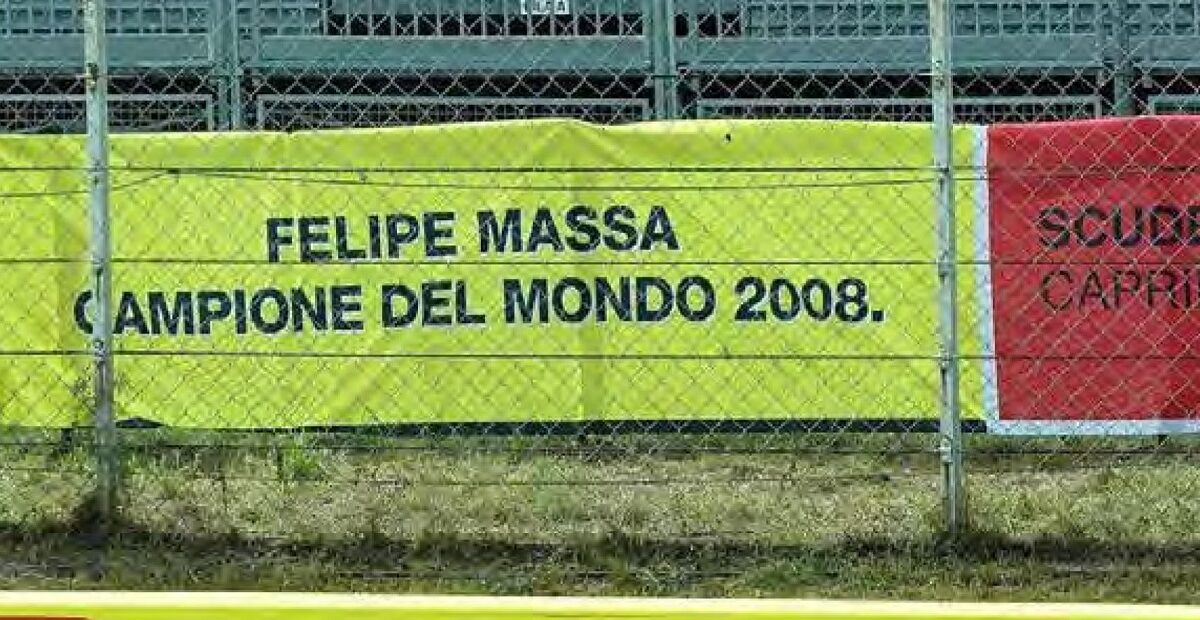 FELIPE MASSA
CAMPIONE DEL MONDO 2008.